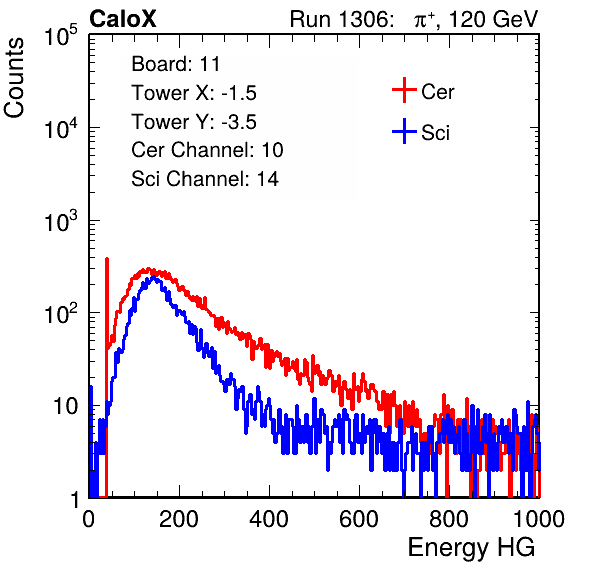 CaloX Run 1306: π⁺, 120 GeV
Board: 11
Tower X: -1.5
Tower Y: -3.5
Cer Channel: 10
Sci Channel: 14
Cer
Sci
Counts
10⁵
10⁴
10³
10²
10
1
0 200 400 600 800 1000
Energy HG